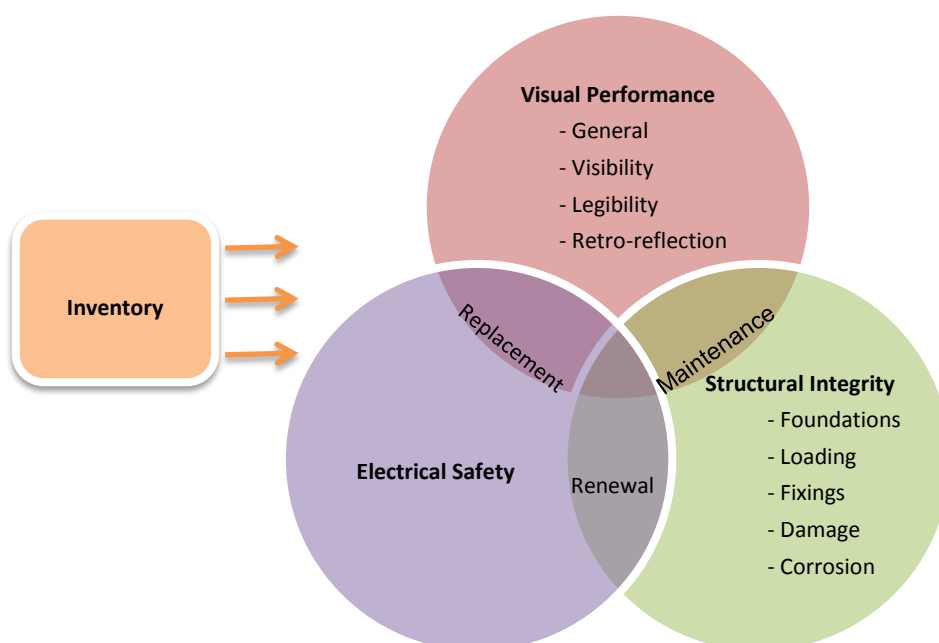 Visual Performance
- General
- Visibility
- Legibility
- Retro-reflection
Inventory
Replacement
Maintenance
Structural Integrity
- Foundations
- Loading
- Fixings
- Damage
- Corrosion
Electrical Safety
Renewal